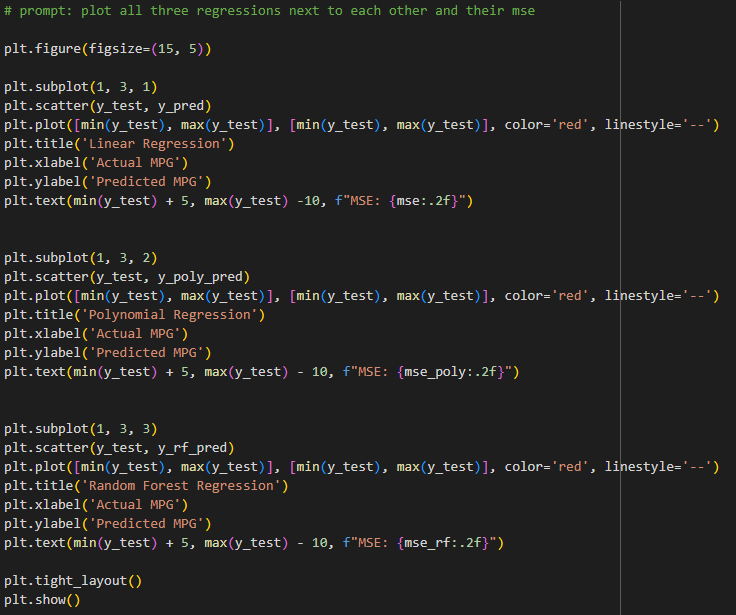 # prompt: plot all three regressions next to each other and their mse
plt.figure(figsize=(15, 5))
plt.subplot(1, 3, 1)
plt.scatter(y_test, y_pred)
plt.plot([min(y_test), max(y_test)], [min(y_test), max(y_test)], color='red', linestyle='--')
plt.title('Linear Regression')
plt.xlabel('Actual MPG')
plt.ylabel('Predicted MPG')
plt.text(min(y_test) + 5, max(y_test) -10, f"MSE: {mse:.2f}")
plt.subplot(1, 3, 2)
plt.scatter(y_test, y_poly_pred)
plt.plot([min(y_test), max(y_test)], [min(y_test), max(y_test)], color='red', linestyle='--')
plt.title('Polynomial Regression')
plt.xlabel('Actual MPG')
plt.ylabel('Predicted MPG')
plt.text(min(y_test) + 5, max(y_test) - 10, f"MSE: {mse_poly:.2f}")
plt.subplot(1, 3, 3)
plt.scatter(y_test, y_rf_pred)
plt.plot([min(y_test), max(y_test)], [min(y_test), max(y_test)], color='red', linestyle='--')
plt.title('Random Forest Regression')
plt.xlabel('Actual MPG')
plt.ylabel('Predicted MPG')
plt.text(min(y_test) + 5, max(y_test) - 10, f"MSE: {mse_rf:.2f}")
plt.tight_layout()
plt.show()